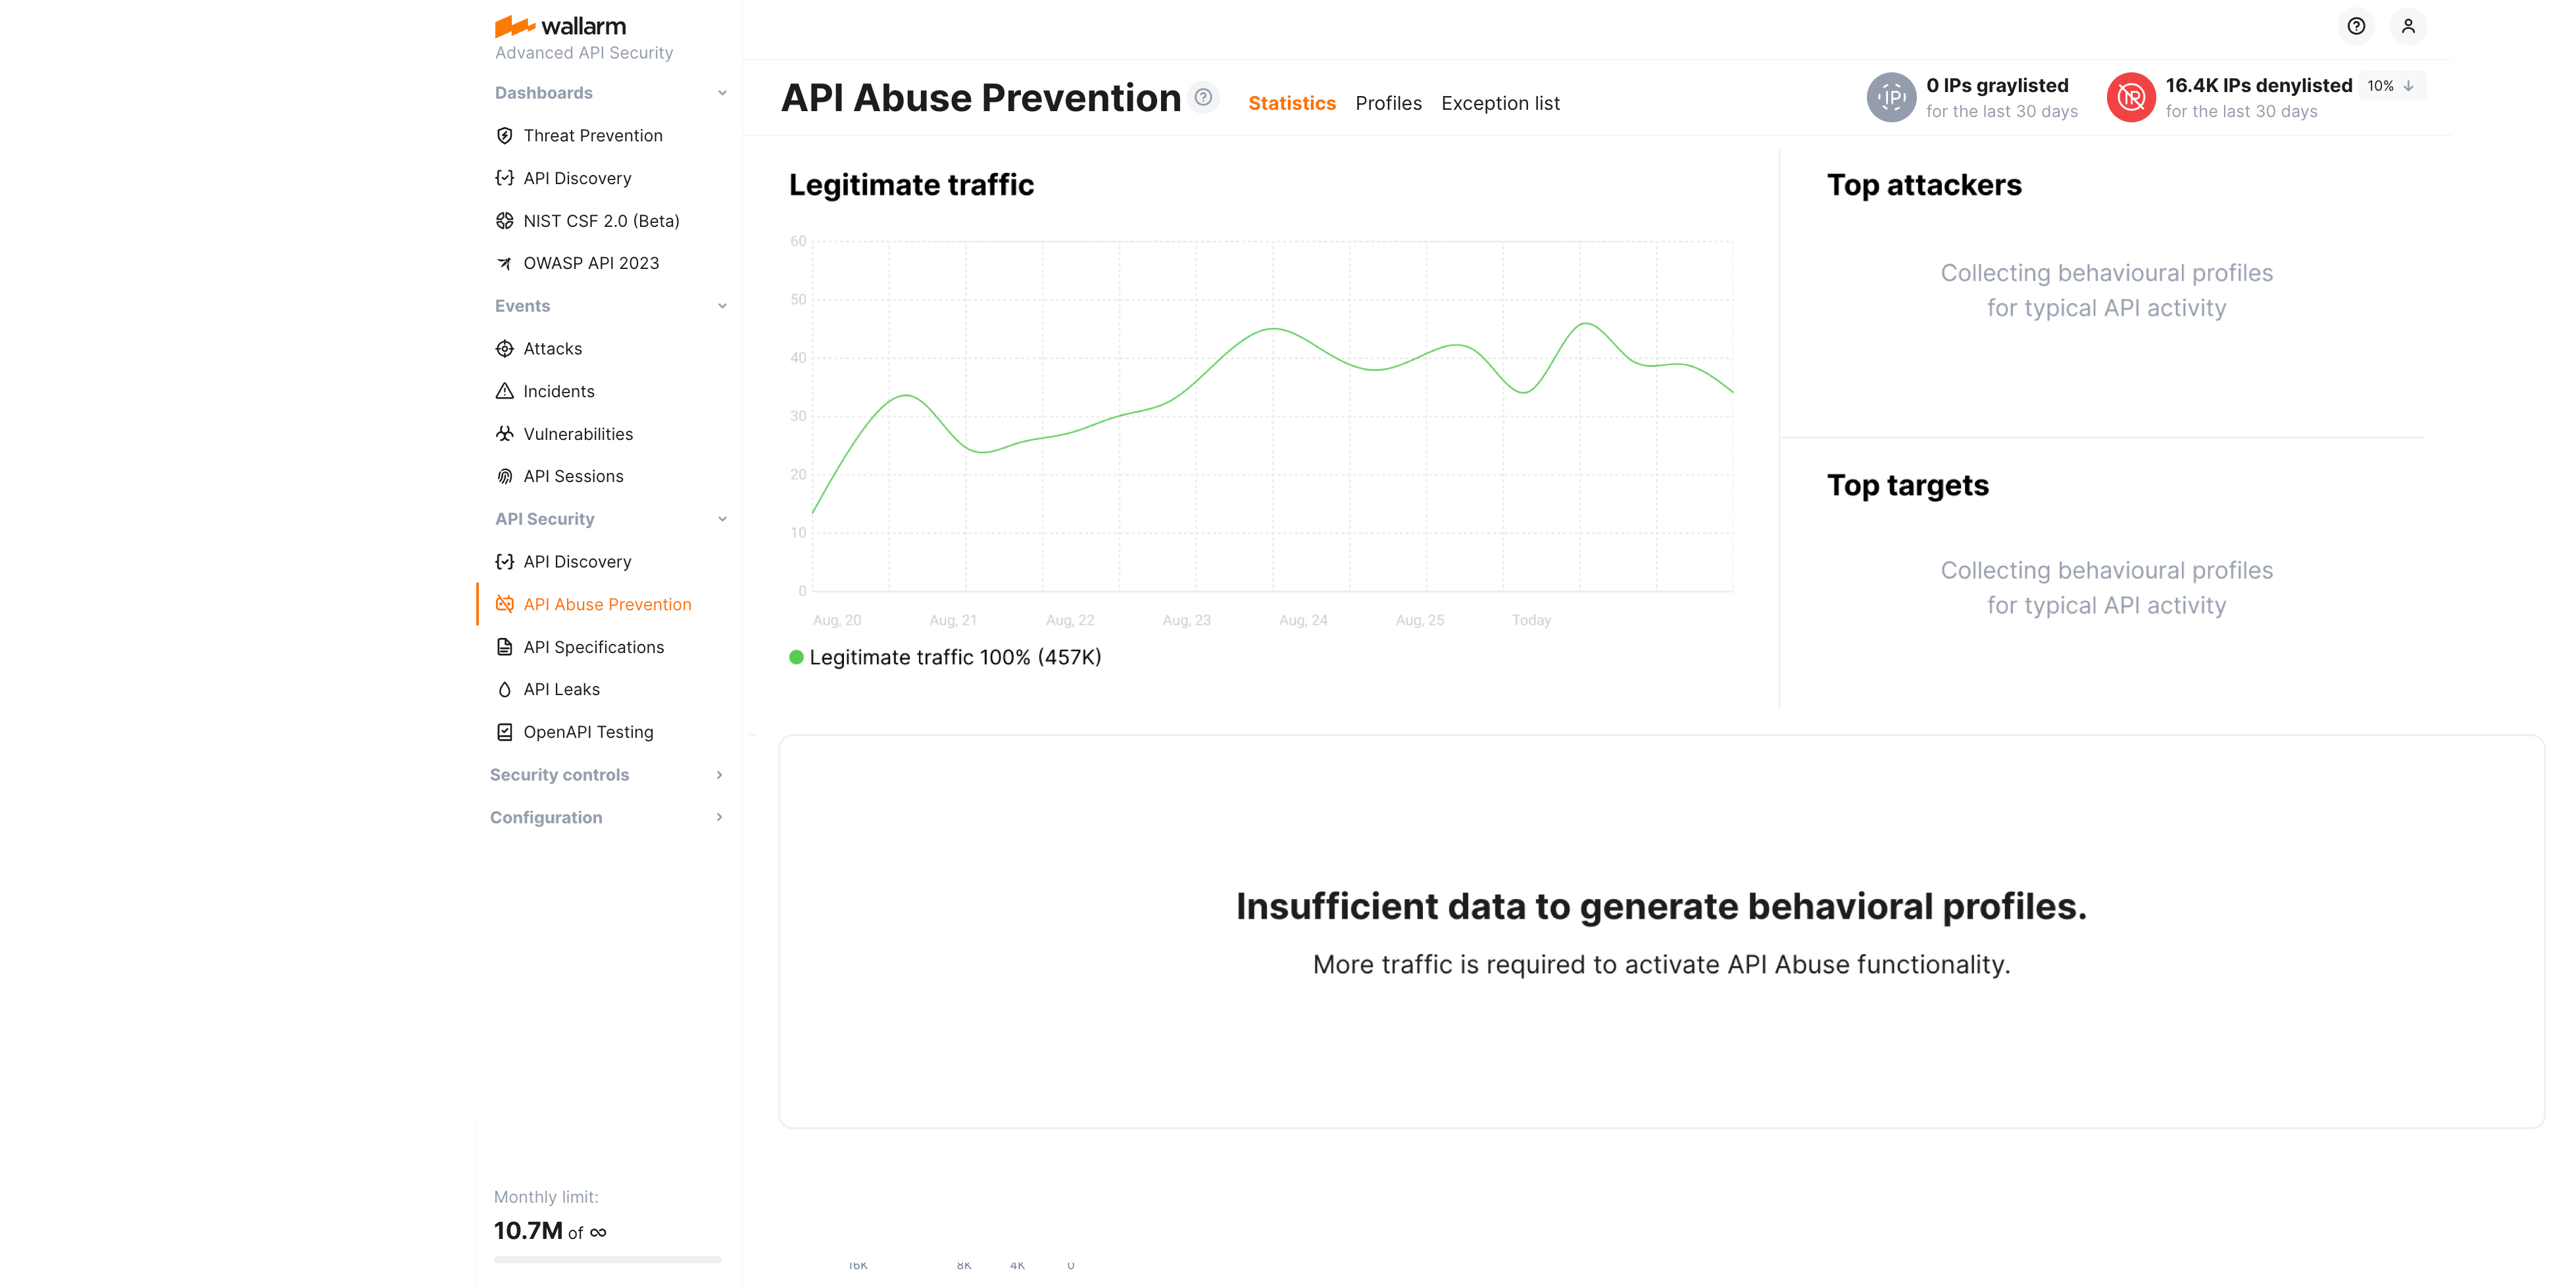 wallarm
Advanced API Security
Dashboards
Threat Prevention
API Discovery
NIST CSF 2.0 (Beta)
OWASP API 2023
Events
Attacks
Incidents
Vulnerabilities
API Sessions
API Security
API Discovery
API Abuse Prevention
API Specifications
API Leaks
OpenAPI Testing
Security controls
Configuration
Monthly limit:
10.7M of ∞
API Abuse Prevention
Statistics Profiles Exception list
IP
0 IPs graylisted
for the last 30 days
IP
16.4K IPs denylisted 10% ↓
for the last 30 days
Legitimate traffic
60
50
40
30
20
10
0
Aug, 20 Aug, 21 Aug, 22 Aug, 23 Aug, 24 Aug, 25 Today
Legitimate traffic 100% (457K)
Top attackers
Collecting behavioural profiles
for typical API activity
Top targets
Collecting behavioural profiles
for typical API activity
Insufficient data to generate behavioral profiles.
More traffic is required to activate API Abuse functionality.
16K 8K 4K 0